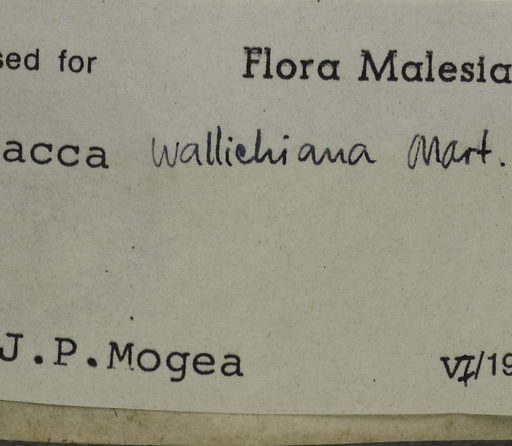 sed for Flora Malesia
acca wallichiana Mart.
J.P.Mogea VI/19